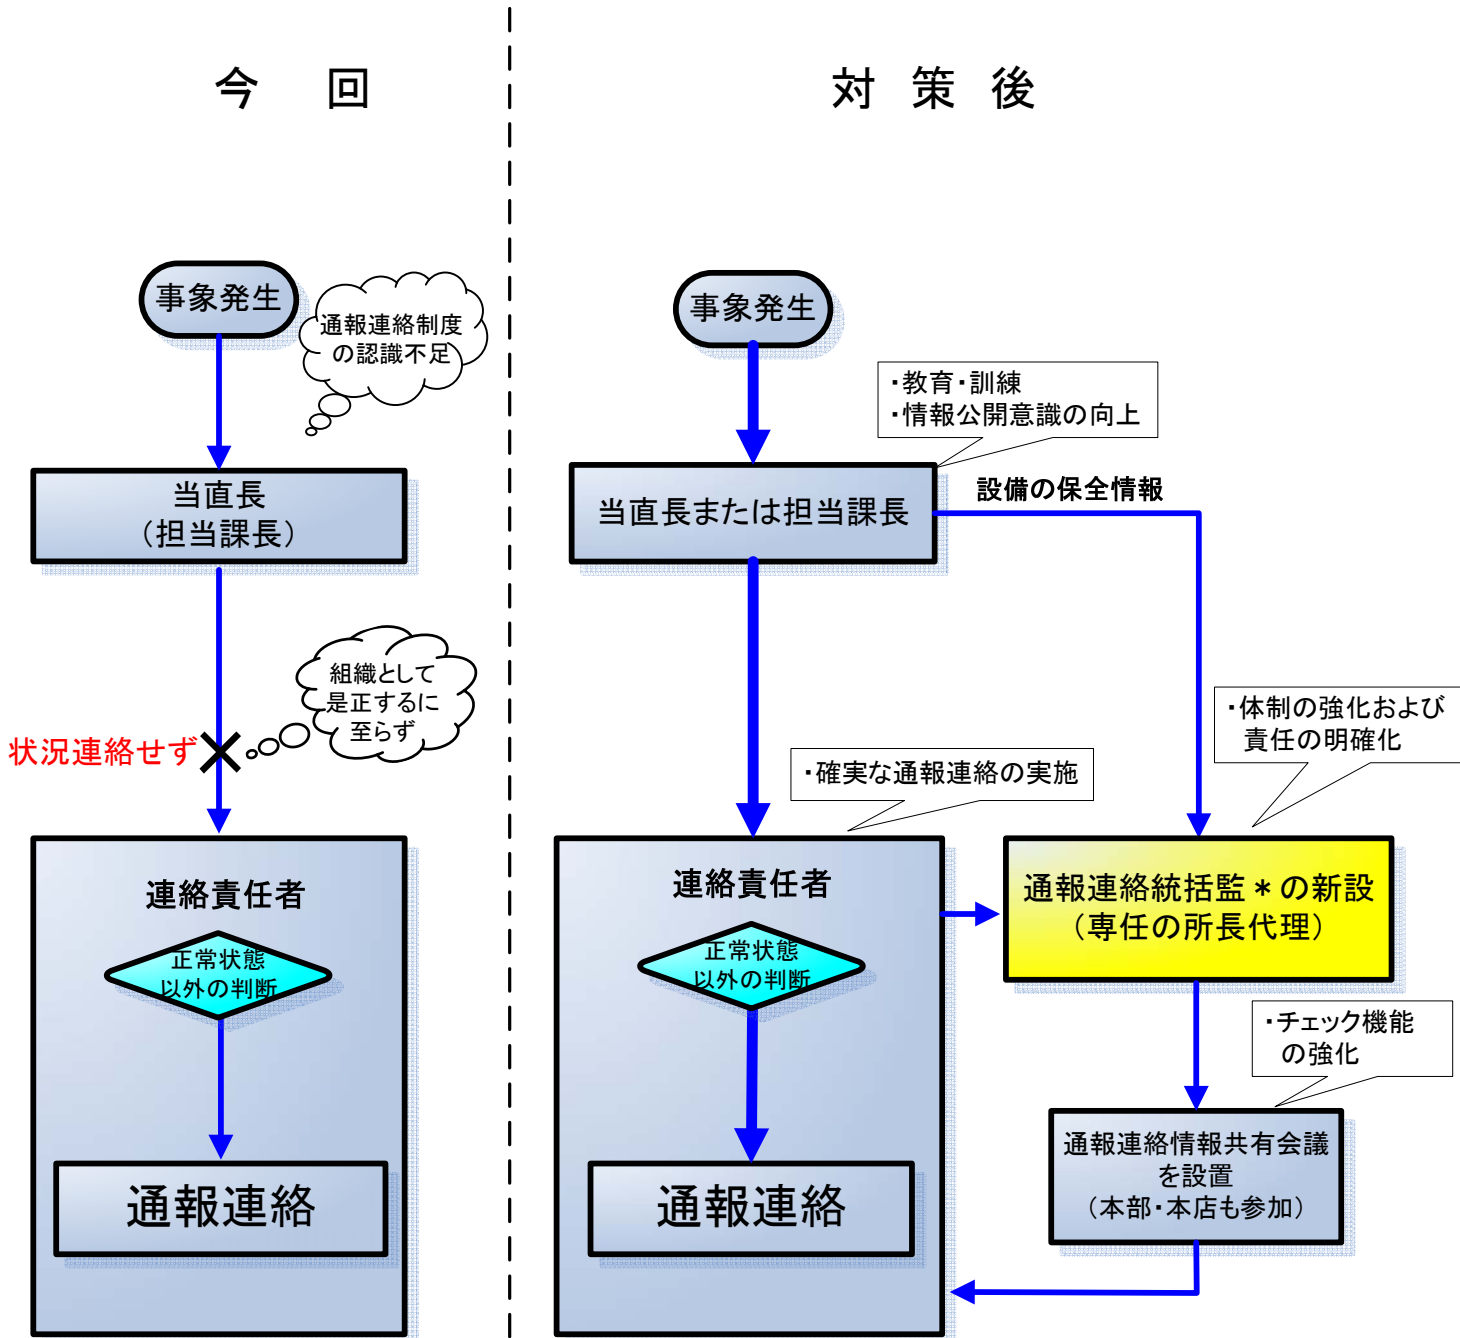 今　回
事象発生
通報連絡制度
の認識不足
当直長
（担当課長）
組織として
是正するに
至らず
状況連絡せず
連絡責任者
正常状態
以外の判断
通報連絡
対　策　後
事象発生
・教育・訓練
・情報公開意識の向上
当直長または担当課長
設備の保全情報
・体制の強化および
責任の明確化
・確実な通報連絡の実施
連絡責任者
正常状態
以外の判断
通報連絡
通報連絡統括監＊の新設
（専任の所長代理）
・チェック機能
の強化
通報連絡情報共有会議
を設置
（本部・本店も参加）